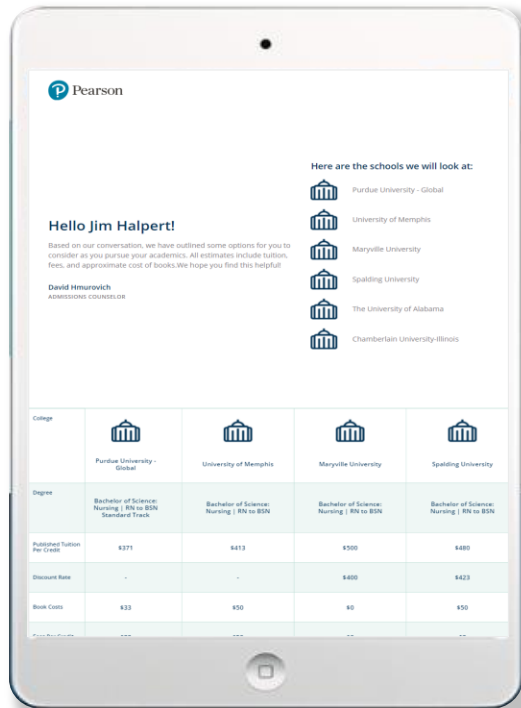 Pearson
Here are the schools we will look at:
Purdue University - Global
University of Memphis
Maryville University
Spalding University
The University of Alabama
Chamberlain University-Illinois
Hello Jim Halpert!
Based on our conversation, we have outlined some options for you to
consider as you pursue your academics. All estimates include tuition,
fees, and approximate cost of books.We hope you find this helpful!
David Hmurovich
ADMISSIONS COUNSELOR
College
Purdue University -
Global
University of Memphis
Maryville University
Spalding University
Degree
Bachelor of Science:
Nursing | RN to BSN
Standard Track
Bachelor of Science:
Nursing | RN to BSN
Bachelor of Science:
Nursing | RN to BSN
Bachelor of Science:
Nursing | RN to BSN
Published Tuition
Per Credit
$371
$413
$500
$480
Discount Rate
-
-
$400
$423
Book Costs
$33
$50
$0
$50